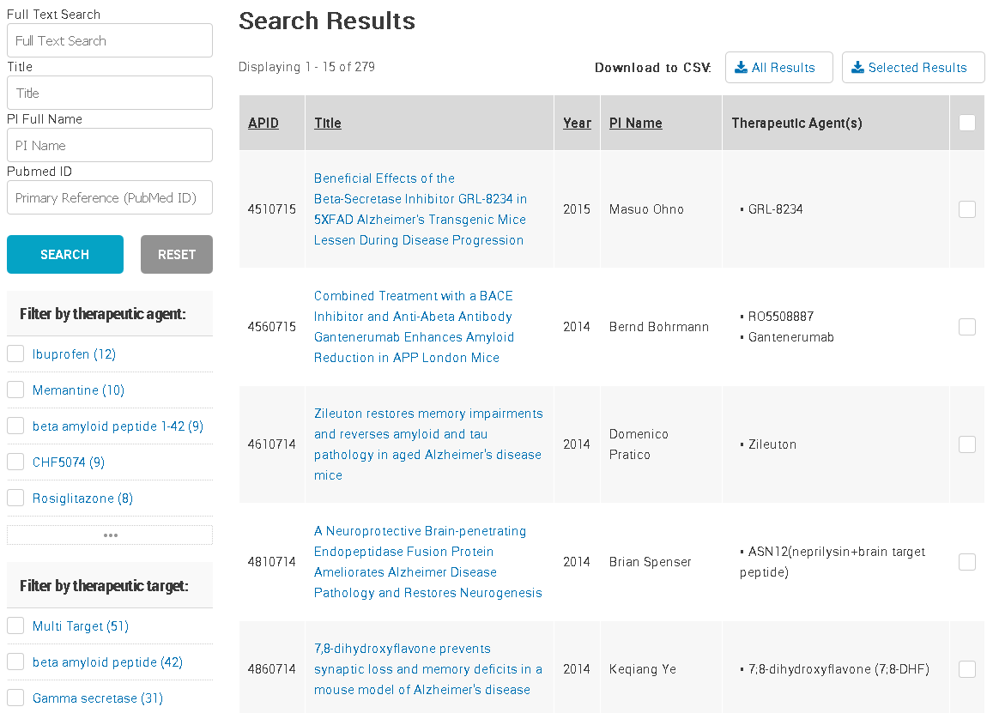 Full Text Search
Full Text Search
Title
Title
PI Full Name
PI Name
Pubmed ID
Primary Reference (PubMed ID)
SEARCH
RESET
Filter by therapeutic agent:
Ibuprofen (12)
Memantine (10)
beta amyloid peptide 1-42 (9)
CHF5074 (9)
Rosiglitazone (8)
•••
Filter by therapeutic target:
Multi Target (51)
beta amyloid peptide (42)
Gamma secretase (31)
Search Results
Displaying 1 - 15 of 279
Download to CSV:
All Results
Selected Results
APID Title Year PI Name Therapeutic Agent(s)
4510715
Beneficial Effects of the
Beta-Secretase Inhibitor GRL-8234 in
5XFAD Alzheimer's Transgenic Mice
Lessen During Disease Progression
2015
Masuo Ohno
• GRL-8234
4560715
Combined Treatment with a BACE
Inhibitor and Anti-Abeta Antibody
Gantenerumab Enhances Amyloid
Reduction in APP London Mice
2014
Bernd Bohrmann
• RO5508887
• Gantenerumab
4610714
Zileuton restores memory impairments
and reverses amyloid and tau
pathology in aged Alzheimer's disease
mice
2014
Domenico
Pratico
• Zileuton
4810714
A Neuroprotective Brain-penetrating
Endopeptidase Fusion Protein
Ameliorates Alzheimer Disease
Pathology and Restores Neurogenesis
2014
Brian Spenser
• ASN12(neprilysin+brain target
peptide)
4860714
7,8-dihydroxyflavone prevents
synaptic loss and memory deficits in a
mouse model of Alzheimer's disease
2014
Keqiang Ye
• 7;8-dihydroxyflavone (7;8-DHF)